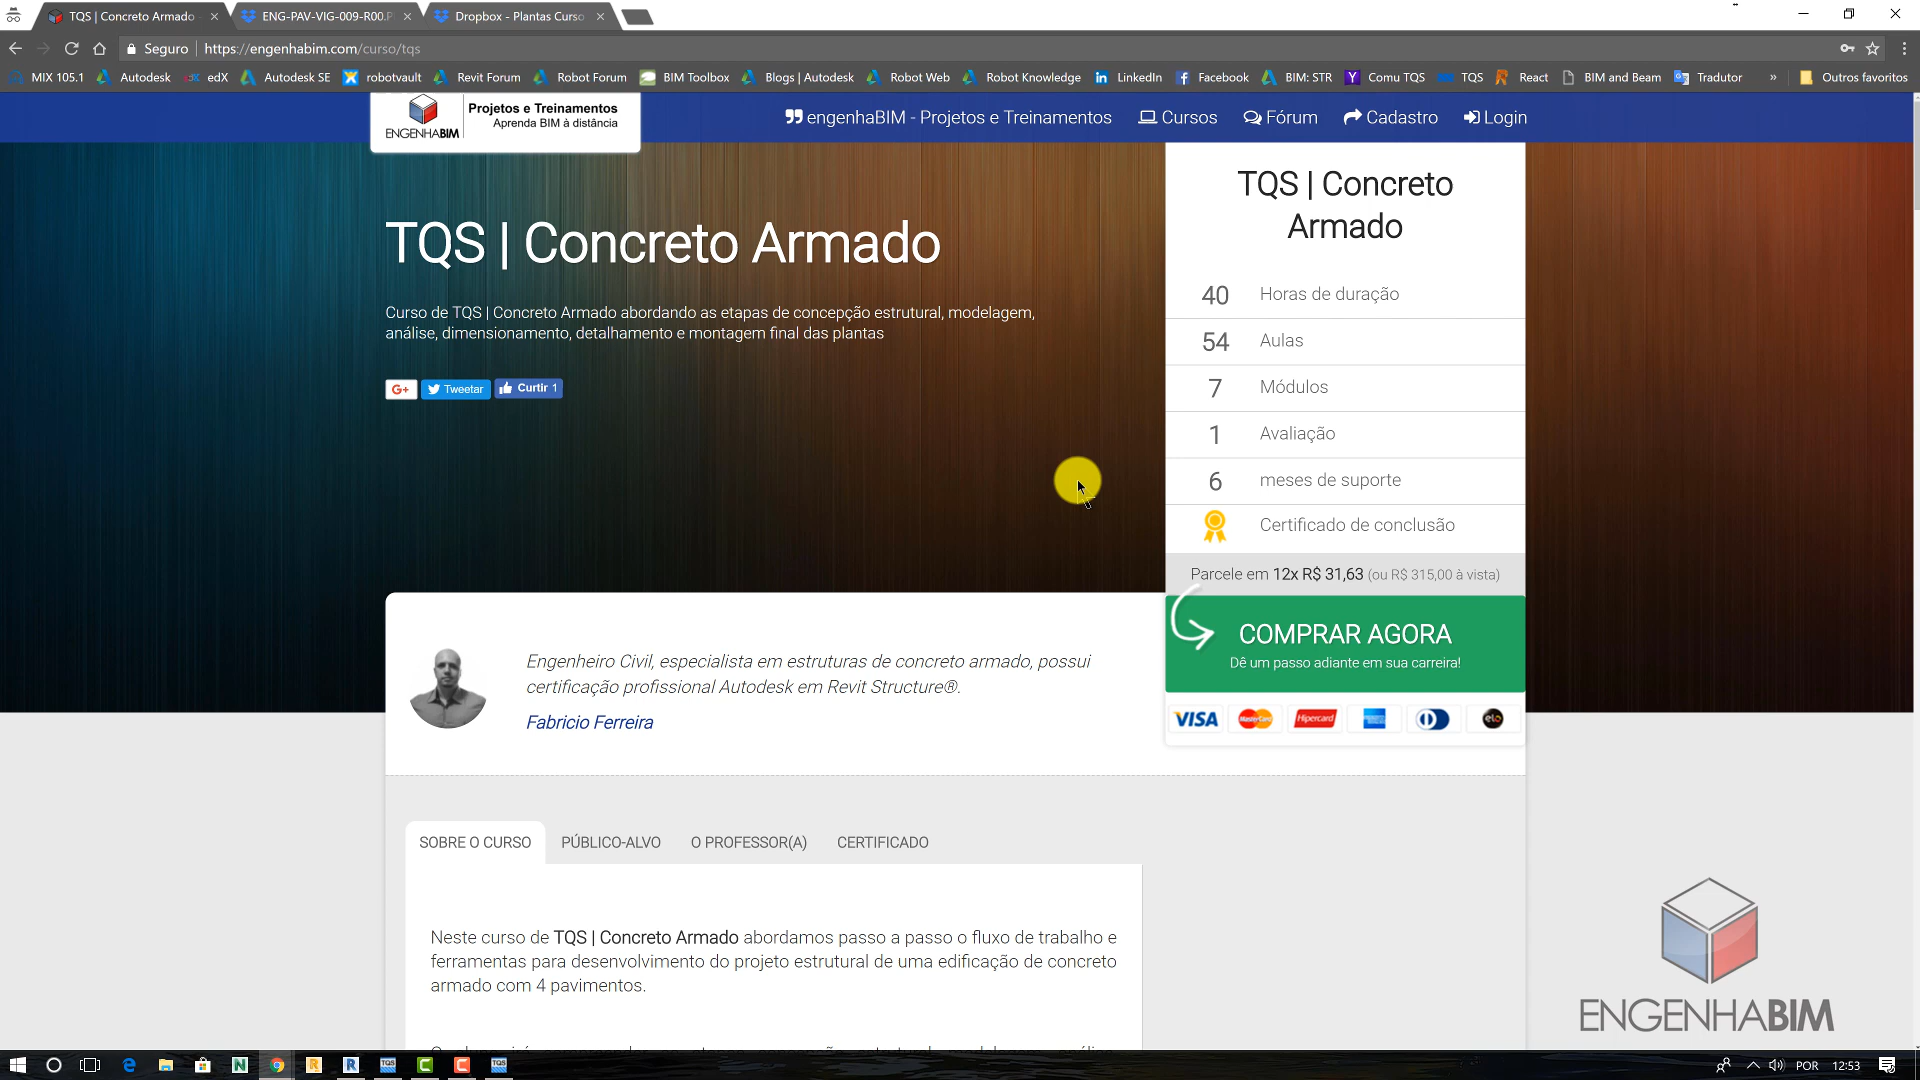 TQS | Concreto Armado
ENG-PAV-VIG-009-R00.P
Dropbox - Plantas Curso
Seguro
https://engenhabim.com/curso/tqs
MIX 105.1
Autodesk
edX
Autodesk SE
robotvault
Revit Forum
Robot Forum
BIM Toolbox
Blogs | Autodesk
Robot Web
Robot Knowledge
LinkedIn
Facebook
BIM: STR
Comu TQS
TQS
React
BIM and Beam
Tradutor
»
Outros favoritos
ENGENHABIM
Projetos e Treinamentos
Aprenda BIM à distância
engenhaBIM - Projetos e Treinamentos
Cursos
Fórum
Cadastro
Login
TQS | Concreto Armado
Curso de TQS | Concreto Armado abordando as etapas de concepção estrutural, modelagem,
análise, dimensionamento, detalhamento e montagem final das plantas
G+
Tweetar
Curtir 1
TQS | Concreto
Armado
40 Horas de duração
54 Aulas
7 Módulos
1 Avaliação
6 meses de suporte
Certificado de conclusão
Parcele em 12x R$ 31,63 (ou R$ 315,00 à vista)
COMPRAR AGORA
Dê um passo adiante em sua carreira!
VISA
MasterCard
Hipercard
elo
Engenheiro Civil, especialista em estruturas de concreto armado, possui
certificação profissional Autodesk em Revit Structure®.
Fabricio Ferreira
SOBRE O CURSO
PÚBLICO-ALVO
O PROFESSOR(A)
CERTIFICADO
Neste curso de TQS | Concreto Armado abordamos passo a passo o fluxo de trabalho e
ferramentas para desenvolvimento do projeto estrutural de uma edificação de concreto
armado com 4 pavimentos.
ENGENHABIM
TQS
TQS
POR
12:53